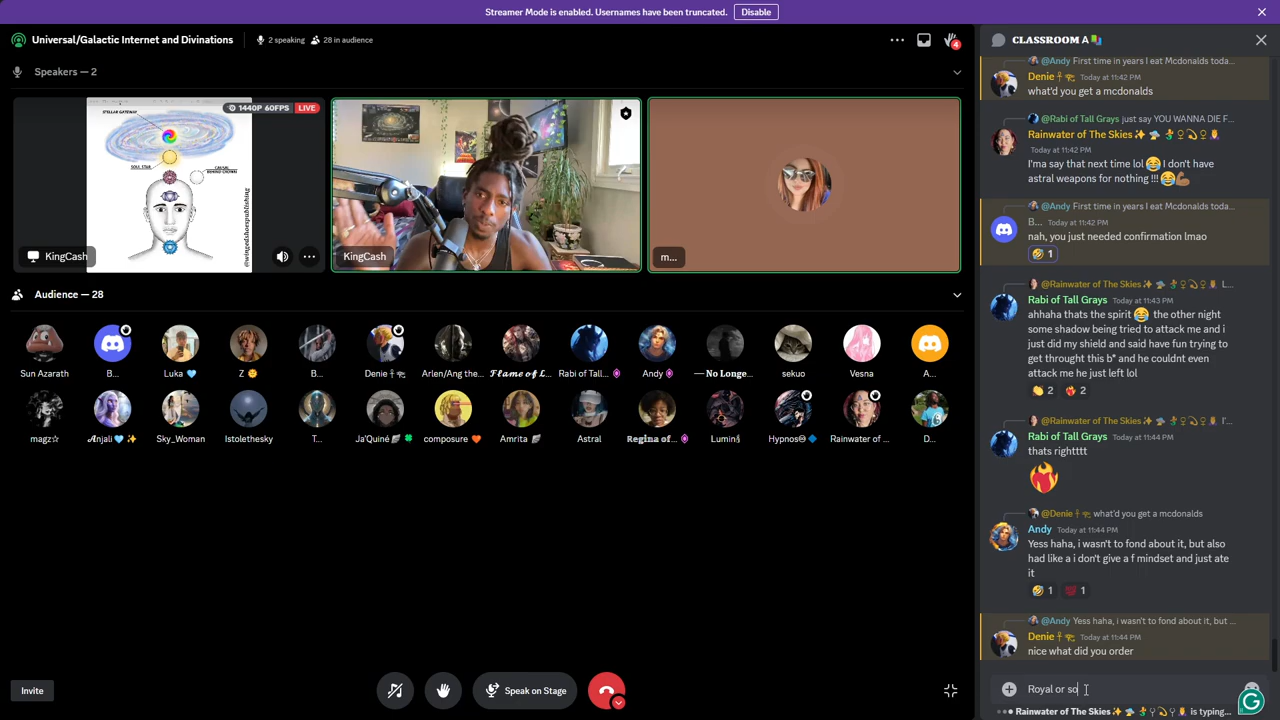 Streamer Mode is enabled. Usernames have been truncated. Disable
Universal/Galactic Internet and Divinations
2 speaking 28 in audience
4
Speakers — 2
STELLAR GATEWAY
SOUL STAR
CAUSAL
BEHIND CROWN
@wingedshoespublishing
1440P 60FPS LIVE
KingCash
KingCash
m...
Audience — 28
Sun Azarath
B...
Luka
Z
B...
Denie
Arlen/Ang the...
𝓕𝓵𝓪𝓶𝓮 𝓸𝓯 𝓛...
Rabi of Tall...
Andy
— No Longe...
sekuo
Vesna
A...
magz☆
𝓐njali
Sky_Woman
Istolethesky
T...
Ja'Quiné
composure
Amrita
Astral
Regina of...
Lumin
Hypnos
Rainwater of ...
D...
Invite
Speak on Stage
CLASSROOM A
@Andy First time in years I eat Mcdonalds toda...
Denie Today at 11:42 PM
what'd you get a mcdonalds
@Rabi of Tall Grays just say YOU WANNA DIE F...
Rainwater of The Skies
Today at 11:42 PM
I'ma say that next time lol 😂 I don't have
astral weapons for nothing !!! 😂💪🏽
@Andy First time in years I eat Mcdonalds toda...
B... Today at 11:42 PM
nah, you just needed confirmation lmao
🤣 1
@Rainwater of The Skies L...
Rabi of Tall Grays Today at 11:43 PM
ahhaha thats the spirit 😂 the other night
some shadow being tried to attack me and i
just did my shield and said have fun trying to
get throught this b* and he couldnt even
attack me he just left lol
👏 2 ❤️‍🔥 2
@Rainwater of The Skies I'...
Rabi of Tall Grays Today at 11:44 PM
thats rightttt
@Denie what'd you get a mcdonalds
Andy Today at 11:44 PM
Yess haha, i wasn't to fond about it, but also
had like a i don't give a f mindset and just ate
it
🤣 1 💯 1
@Andy Yess haha, i wasn't to fond about it, but ...
Denie Today at 11:44 PM
nice what did you order
Royal or so
Rainwater of The Skies is typing...